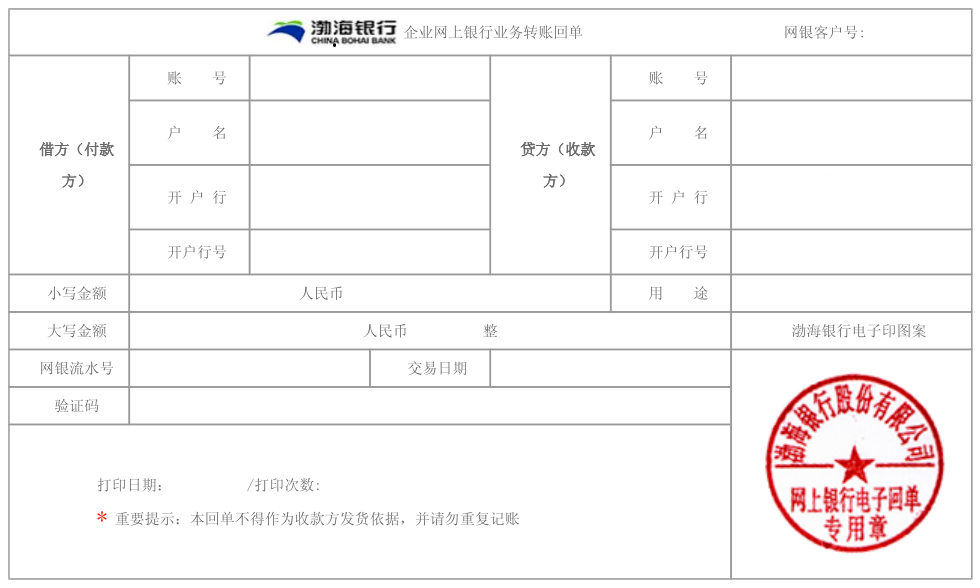 渤海银行
CHINA BOHAI BANK
企业网上银行业务转账回单
网银客户号:
借方（付款
方）
账 号
户 名
开 户 行
开户行号
贷方（收款
方）
账 号
户 名
开 户 行
开户行号
小写金额 人民币 用 途
大写金额 人民币 整 渤海银行电子印图案
网银流水号 交易日期
验证码
渤海银行股份有限公司
网上银行电子回单
专用章
打印日期: /打印次数:
* 重要提示: 本回单不得作为收款方发货依据, 并请勿重复记账